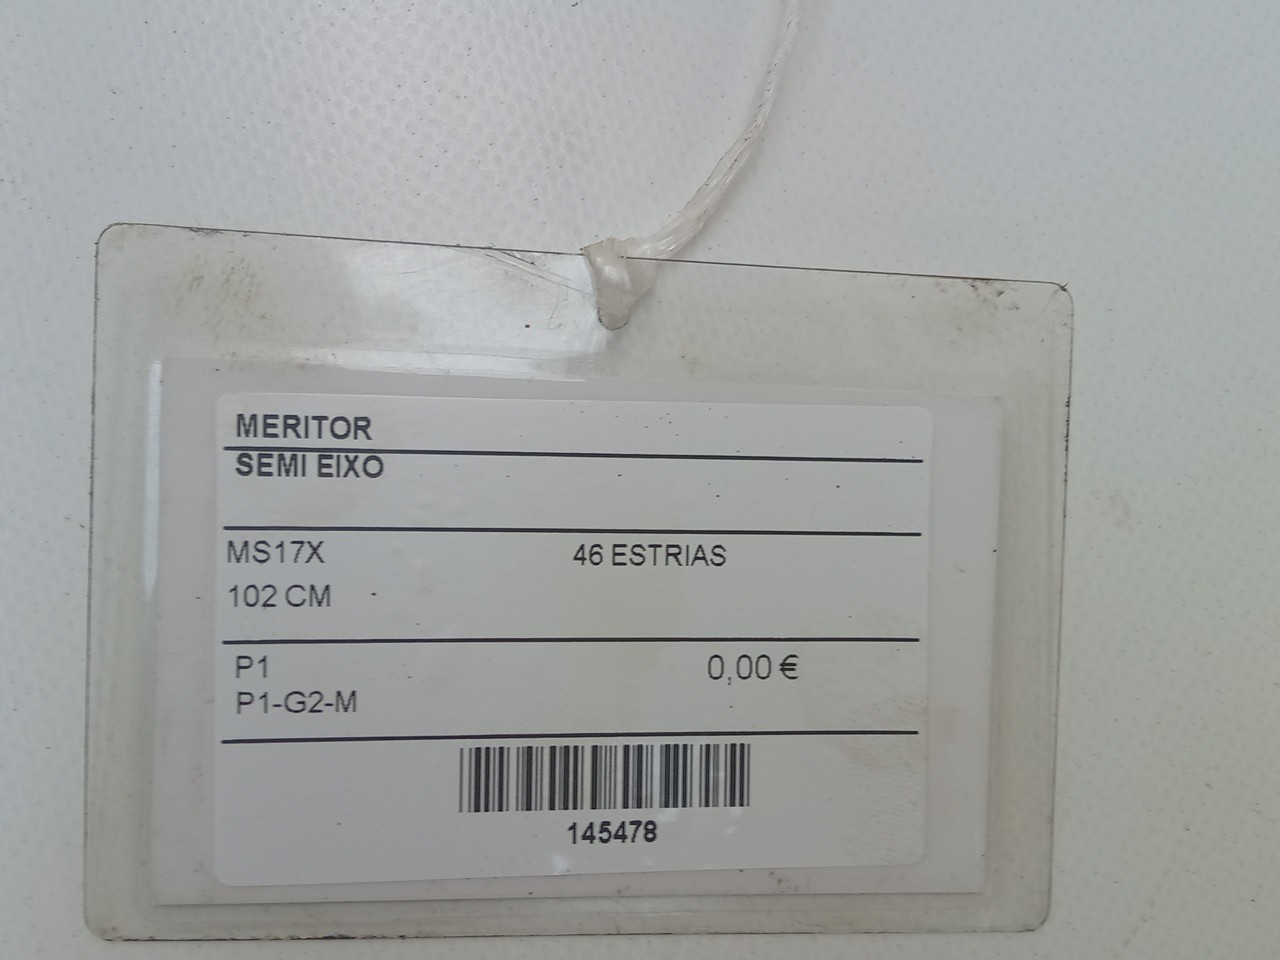 MERITOR
SEMI EIXO
MS17X 46 ESTRIAS
102 CM
P1 0,00 €
P1-G2-M
145478